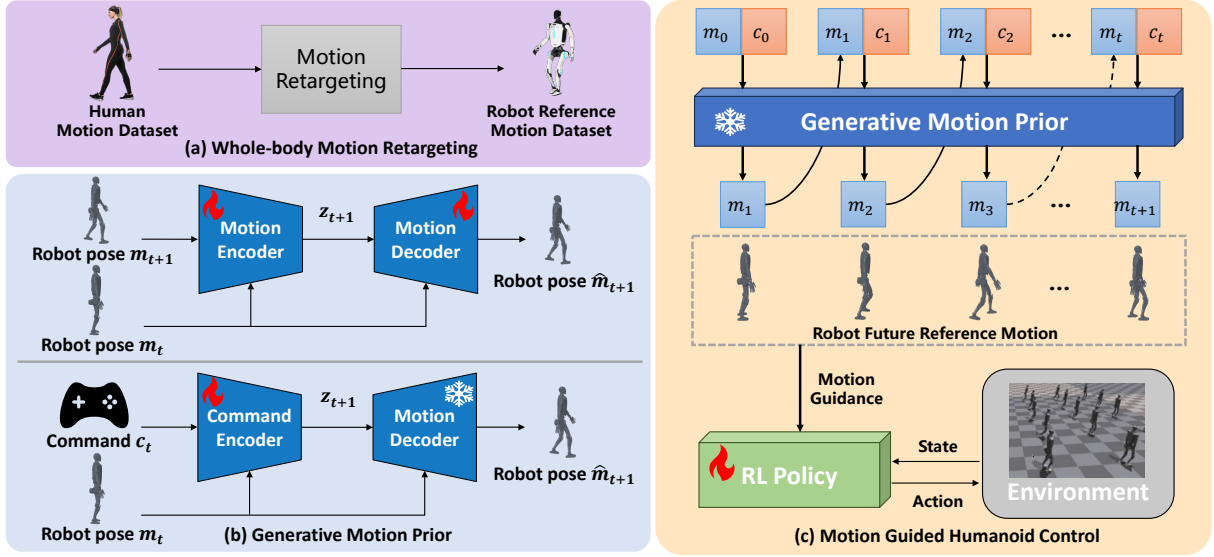 Motion
Retargeting
Human
Motion Dataset
Robot Reference
Motion Dataset
(a) Whole-body Motion Retargeting
Robot pose m_{t+1}
Motion
Encoder
z_{t+1}
Motion
Decoder
Robot pose m̂_{t+1}
Robot pose m_t
Command c_t
Command
Encoder
z_{t+1}
Motion
Decoder
Robot pose m̂_{t+1}
Robot pose m_t
(b) Generative Motion Prior
m_0 c_0 m_1 c_1 m_2 c_2 ... m_t c_t
Generative Motion Prior
m_1 m_2 m_3 ... m_{t+1}
...
Robot Future Reference Motion
Motion
Guidance
RL Policy
State
Action
Environment
(c) Motion Guided Humanoid Control